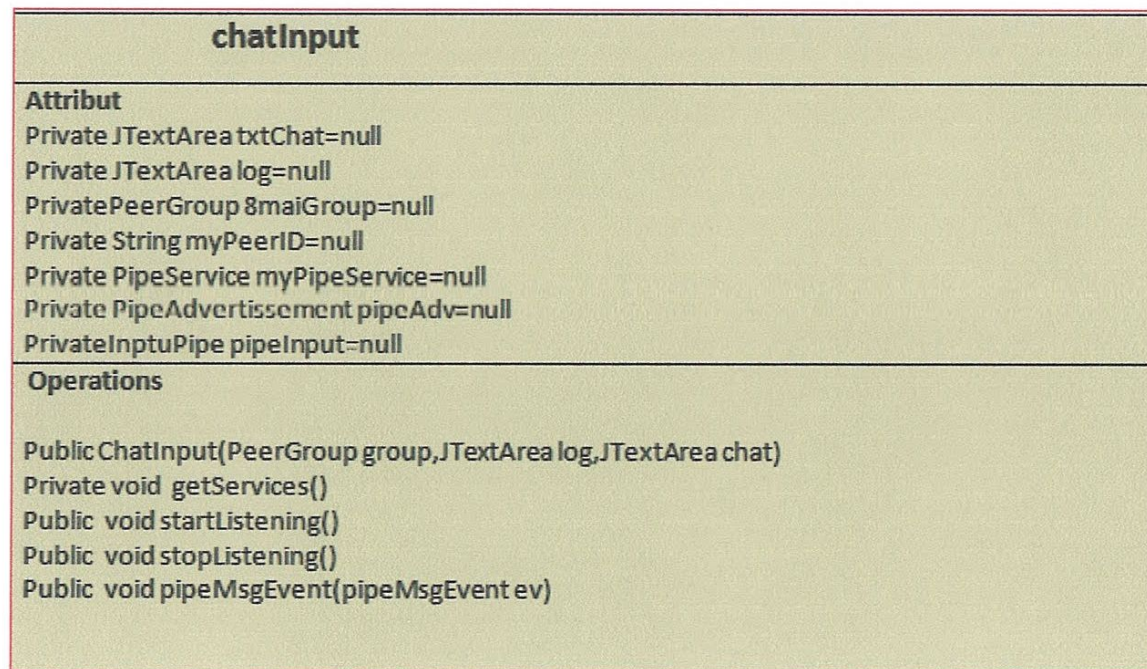 chatInput
Attribut
Private JTextArea txtChat=null
Private JTextArea log=null
PrivatePeerGroup 8maiGroup=null
Private String myPeerID=null
Private PipeService myPipeService=null
Private PipeAdvertissement pipeAdv=null
PrivateInptuPipe pipeInput=null
Operations
Public ChatInput(PeerGroup group,JTextArea log,JTextArea chat)
Private void getServices()
Public void startListening()
Public void stopListening()
Public void pipeMsgEvent(pipeMsgEvent ev)